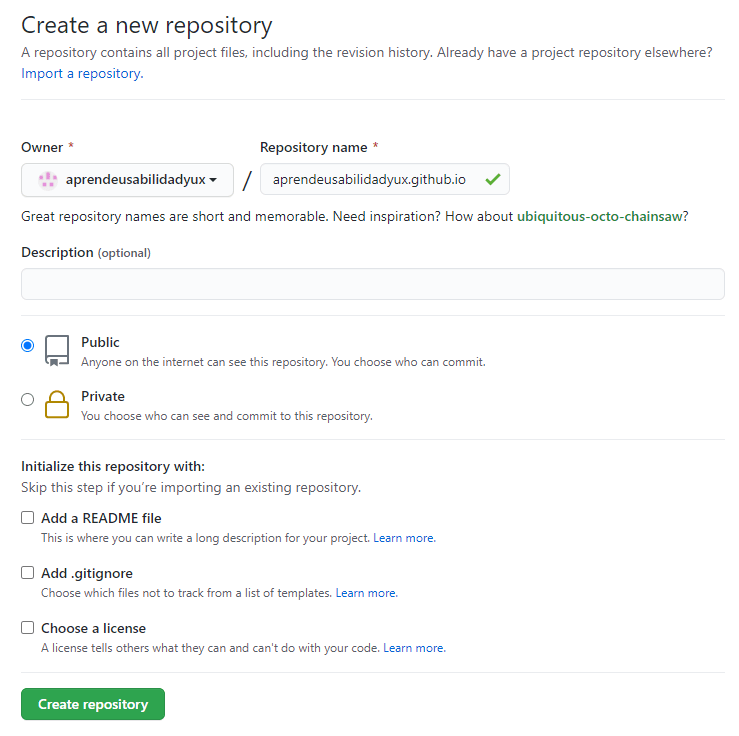 Create a new repository
A repository contains all project files, including the revision history. Already have a project repository elsewhere?
Import a repository.
Owner * Repository name *
aprendeusabilidadyux / aprendeusabilidadyux.github.io
Great repository names are short and memorable. Need inspiration? How about ubiquitous-octo-chainsaw?
Description (optional)
Public
Anyone on the internet can see this repository. You choose who can commit.
Private
You choose who can see and commit to this repository.
Initialize this repository with:
Skip this step if you’re importing an existing repository.
Add a README file
This is where you can write a long description for your project. Learn more.
Add .gitignore
Choose which files not to track from a list of templates. Learn more.
Choose a license
A license tells others what they can and can't do with your code. Learn more.
Create repository